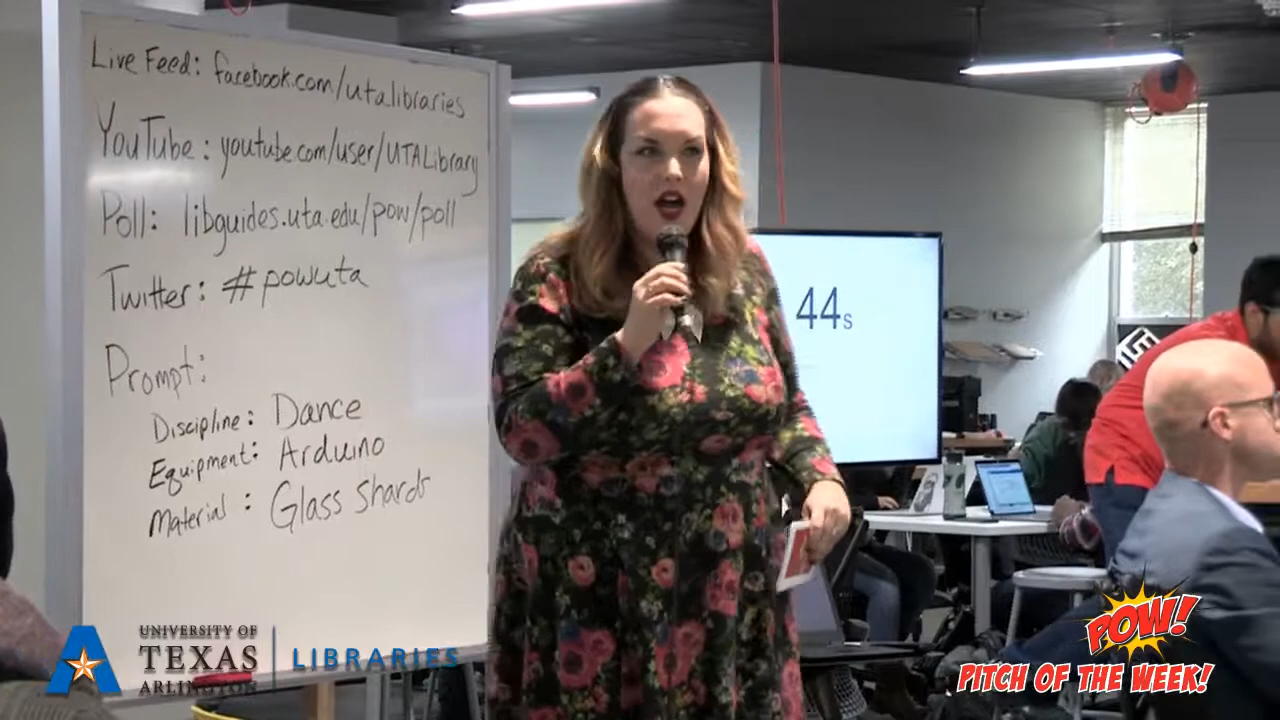 Live Feed: facebook.com/utalibraries
YouTube: youtube.com/user/UTALibrary
Poll: libguides.uta.edu/pow/poll
Twitter: #powuta
Prompt:
Discipline: Dance
Equipment: Arduino
Material: Glass Shards
44s
UNIVERSITY OF
TEXAS
ARLINGTON
LIBRARIES
POW!
PITCH OF THE WEEK!